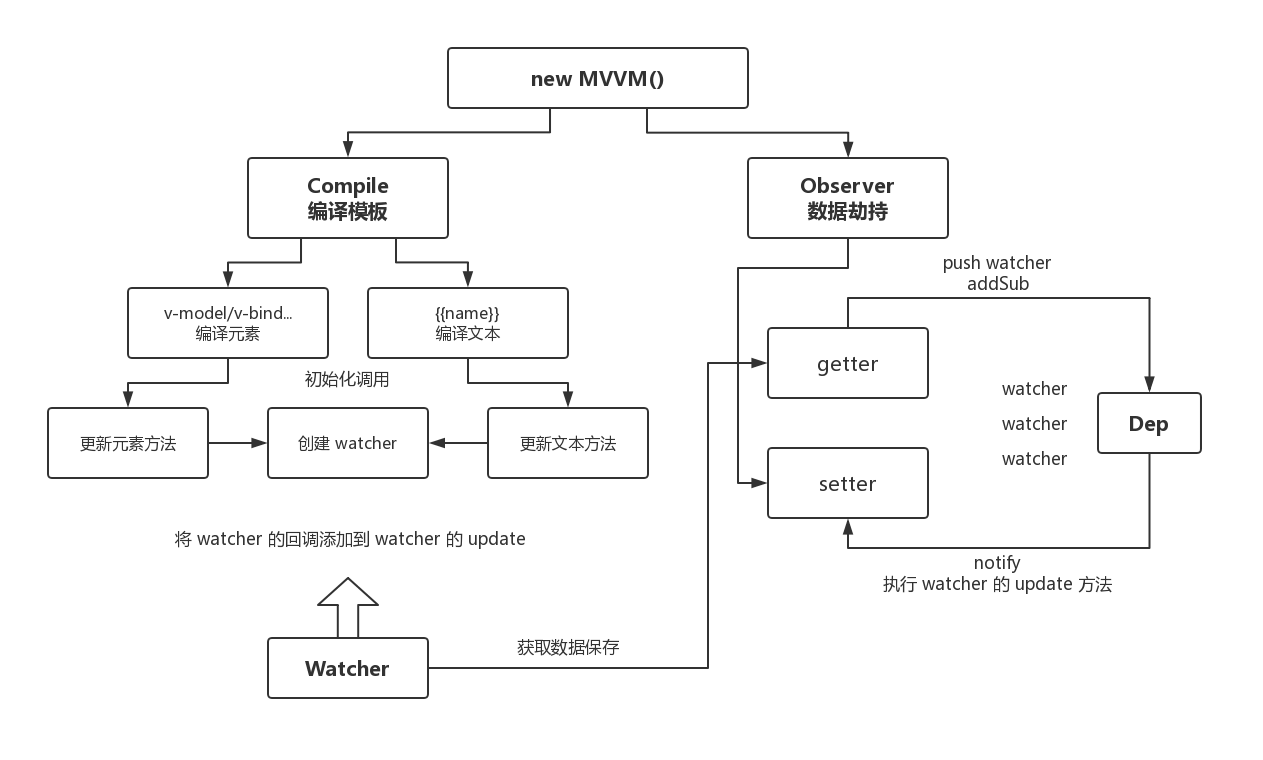 new MVVM()
Compile
编译模板
Observer
数据劫持
v-model/v-bind...
编译元素
{{name}}
编译文本
push watcher
addSub
getter
初始化调用
更新元素方法
创建 watcher
更新文本方法
watcher
watcher
watcher
Dep
setter
将 watcher 的回调添加到 watcher 的 update
notify
执行 watcher 的 update 方法
获取数据保存
Watcher